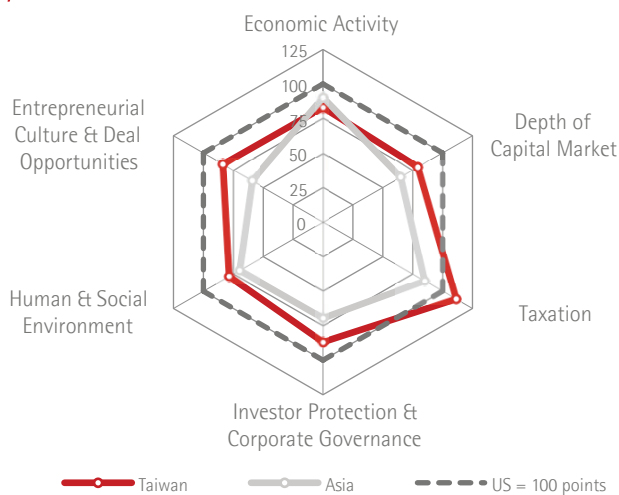 Economic Activity
125
100
75
50
25
0
Entrepreneurial
Culture & Deal
Opportunities
Depth of
Capital Market
Human & Social
Environment
Taxation
Investor Protection &
Corporate Governance
Taiwan
Asia
US = 100 points